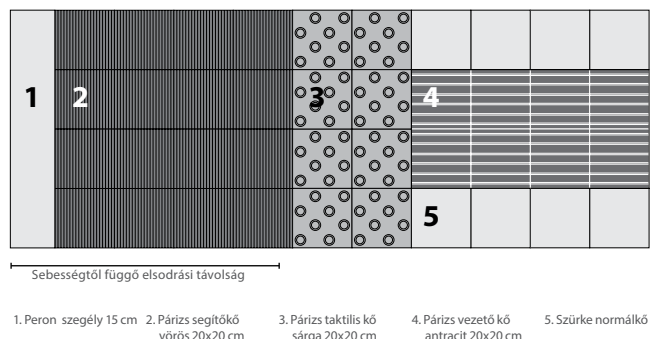 1 2 3 4
5
Sebességtől függő elsodrási távolság
1. Peron szegély 15 cm 2. Párizs segítőkő 3. Párizs taktilis kő 4. Párizs vezető kő 5. Szürke normálkő
vörös 20x20 cm sárga 20x20 cm antracit 20x20 cm